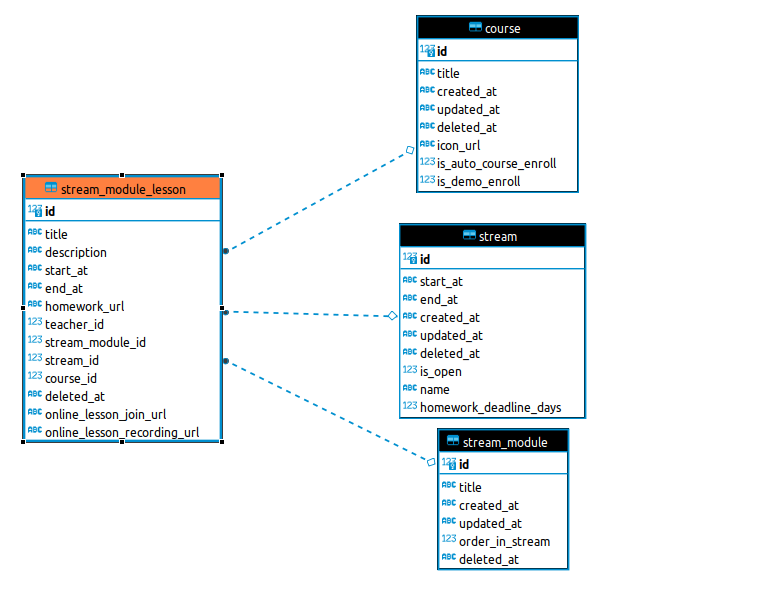 course
123 id
ABC title
ABC created_at
ABC updated_at
ABC deleted_at
ABC icon_url
123 is_auto_course_enroll
123 is_demo_enroll
stream_module_lesson
123 id
ABC title
ABC description
ABC start_at
ABC end_at
ABC homework_url
123 teacher_id
123 stream_module_id
123 stream_id
123 course_id
ABC deleted_at
ABC online_lesson_join_url
ABC online_lesson_recording_url
stream
123 id
ABC start_at
ABC end_at
ABC created_at
ABC updated_at
ABC deleted_at
123 is_open
ABC name
123 homework_deadline_days
stream_module
123 id
ABC title
ABC created_at
ABC updated_at
123 order_in_stream
ABC deleted_at